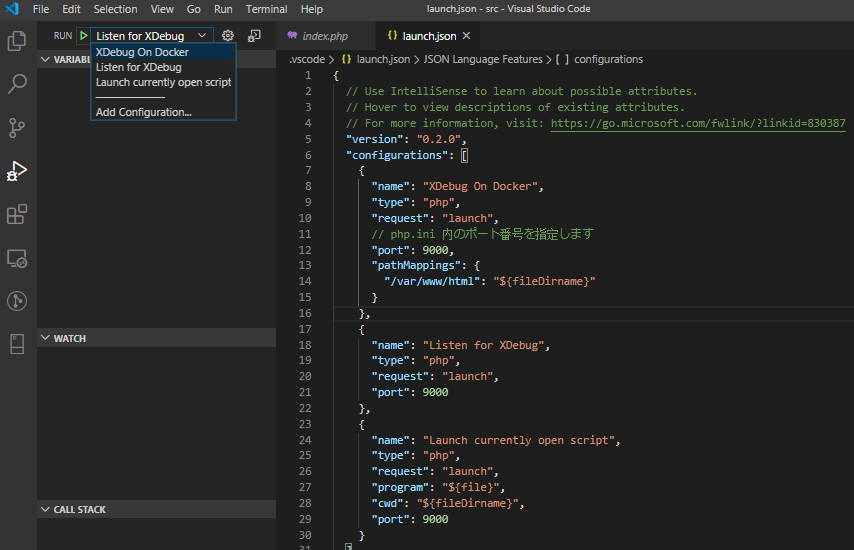 File Edit Selection View Go Run Terminal Help launch.json - src - Visual Studio Code
RUN Listen for XDebug
XDebug On Docker
Listen for XDebug
Launch currently open script
Add Configuration...
VARIABL
WATCH
CALL STACK
index.php launch.json
.vscode > launch.json > JSON Language Features > [ ] configurations
1 {
2 // Use IntelliSense to learn about possible attributes.
3 // Hover to view descriptions of existing attributes.
4 // For more information, visit: https://go.microsoft.com/fwlink/?linkid=830387
5 "version": "0.2.0",
6 "configurations": [
7 {
8 "name": "XDebug On Docker",
9 "type": "php",
10 "request": "launch",
11 // php.ini 内のポート番号を指定します
12 "port": 9000,
13 "pathMappings": {
14 "/var/www/html": "${fileDirname}"
15 }
16 },
17 {
18 "name": "Listen for XDebug",
19 "type": "php",
20 "request": "launch",
21 "port": 9000
22 },
23 {
24 "name": "Launch currently open script",
25 "type": "php",
26 "request": "launch",
27 "program": "${file}",
28 "cwd": "${fileDirname}",
29 "port": 9000
30 }
31 ]